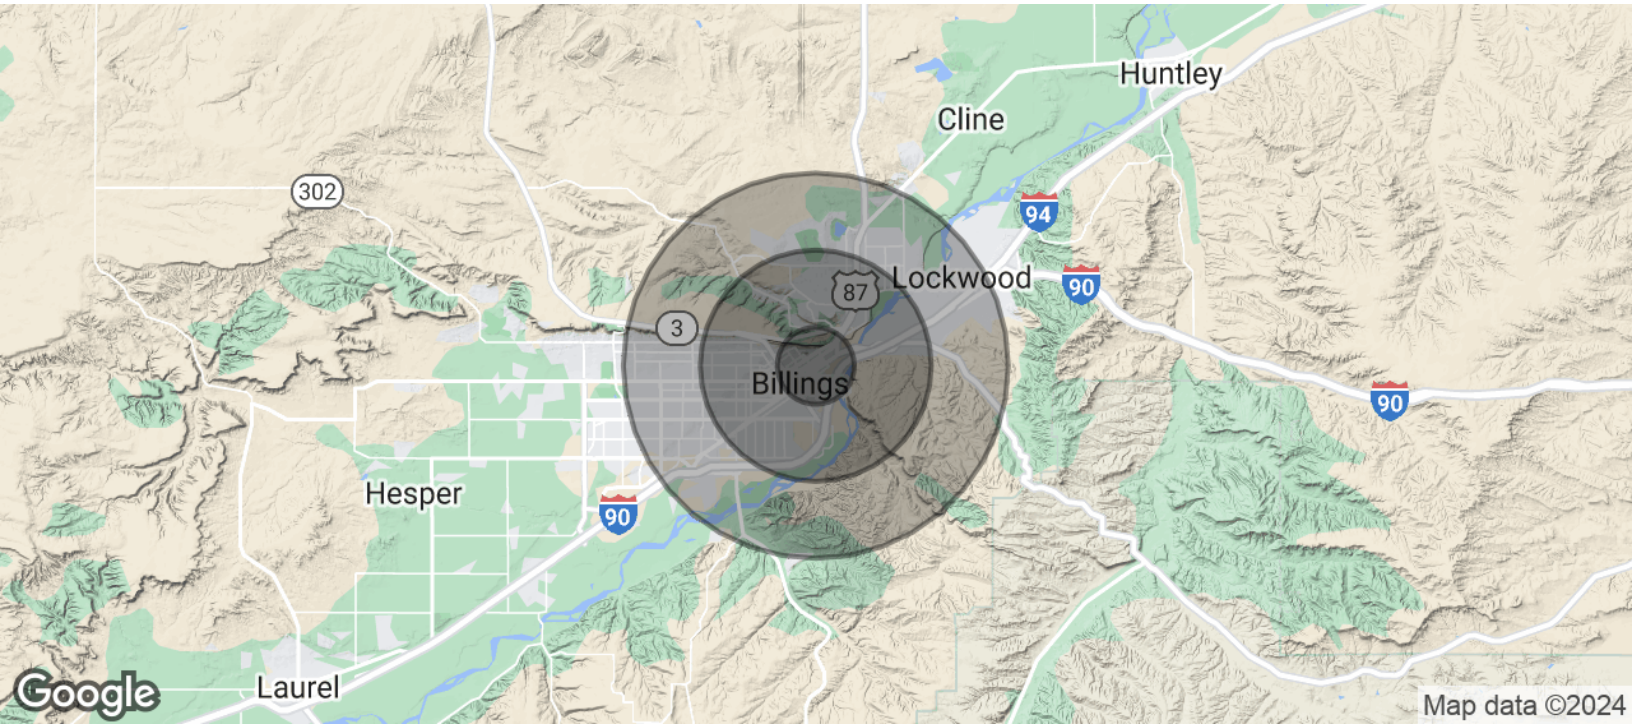 Huntley
Cline
302
94
Lockwood
90
87
3
Billings
90
Hesper
90
Laurel
Google
Map data ©2024